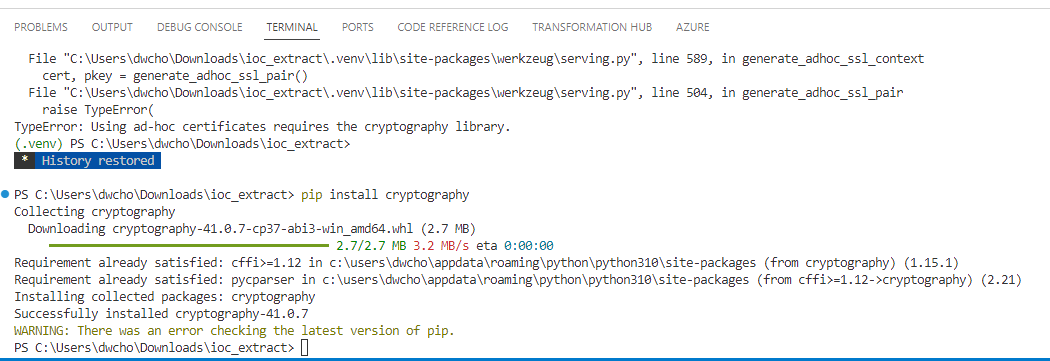 PROBLEMS OUTPUT DEBUG CONSOLE TERMINAL PORTS CODE REFERENCE LOG TRANSFORMATION HUB AZURE
File "C:\Users\dwcho\Downloads\ioc_extract\.venv\lib\site-packages\werkzeug\serving.py", line 589, in generate_adhoc_ssl_context
cert, pkey = generate_adhoc_ssl_pair()
File "C:\Users\dwcho\Downloads\ioc_extract\.venv\lib\site-packages\werkzeug\serving.py", line 504, in generate_adhoc_ssl_pair
raise TypeError(
TypeError: Using ad-hoc certificates requires the cryptography library.
(.venv) PS C:\Users\dwcho\Downloads\ioc_extract>
* History restored
PS C:\Users\dwcho\Downloads\ioc_extract> pip install cryptography
Collecting cryptography
Downloading cryptography-41.0.7-cp37-abi3-win_amd64.whl (2.7 MB)
2.7/2.7 MB 3.2 MB/s eta 0:00:00
Requirement already satisfied: cffi>=1.12 in c:\users\dwcho\appdata\roaming\python\python310\site-packages (from cryptography) (1.15.1)
Requirement already satisfied: pycparser in c:\users\dwcho\appdata\roaming\python\python310\site-packages (from cffi>=1.12->cryptography) (2.21)
Installing collected packages: cryptography
Successfully installed cryptography-41.0.7
WARNING: There was an error checking the latest version of pip.
PS C:\Users\dwcho\Downloads\ioc_extract>